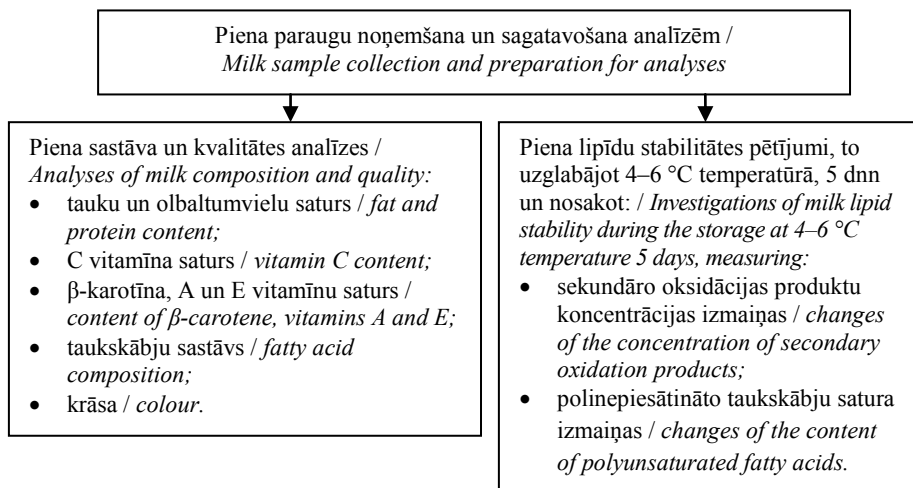 Piena paraugu noņemšana un sagatavošana analīzēm /
Milk sample collection and preparation for analyses
Piena sastāva un kvalitātes analīzes /
Analyses of milk composition and quality:
• tauku un olbaltumvielu saturs / fat and
protein content;
• C vitamīna saturs / vitamin C content;
• β-karotīna, A un E vitamīnu saturs /
content of β-carotene, vitamins A and E;
• taukskābju sastāvs / fatty acid
composition;
• krāsa / colour.
Piena lipīdu stabilitātes pētījumi, to
uzglabājot 4–6 °C temperatūrā, 5 dnn
un nosakot: / Investigations of milk lipid
stability during the storage at 4–6 °C
temperature 5 days, measuring:
• sekundāro oksidācijas produktu
koncentrācijas izmaiņas / changes
of the concentration of secondary
oxidation products;
• polinepiesātināto taukskābju satura
izmaiņas / changes of the content
of polyunsaturated fatty acids.